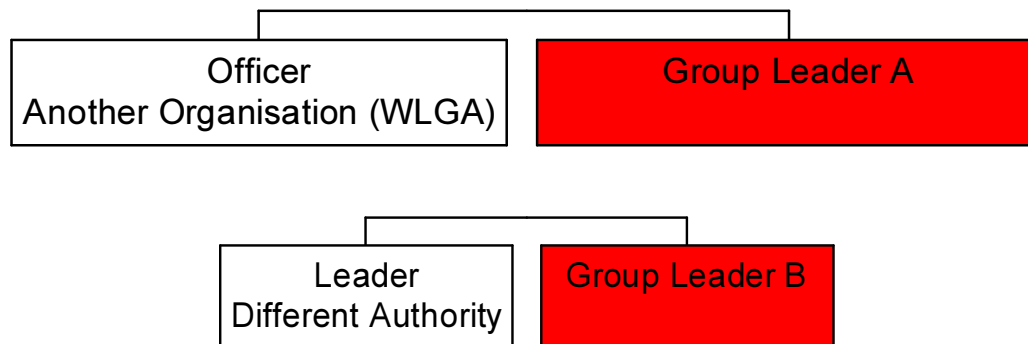 Officer
Another Organisation (WLGA)
Group Leader A
Leader
Different Authority
Group Leader B